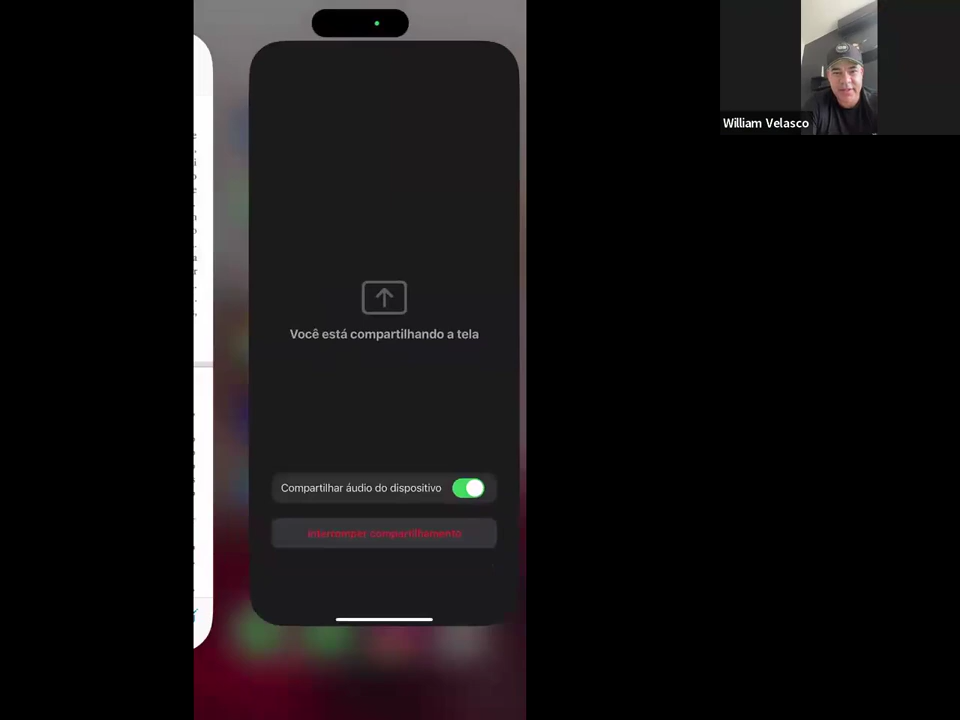 Você está compartilhando a tela
Compartilhar áudio do dispositivo
Interromper compartilhamento
William Velasco